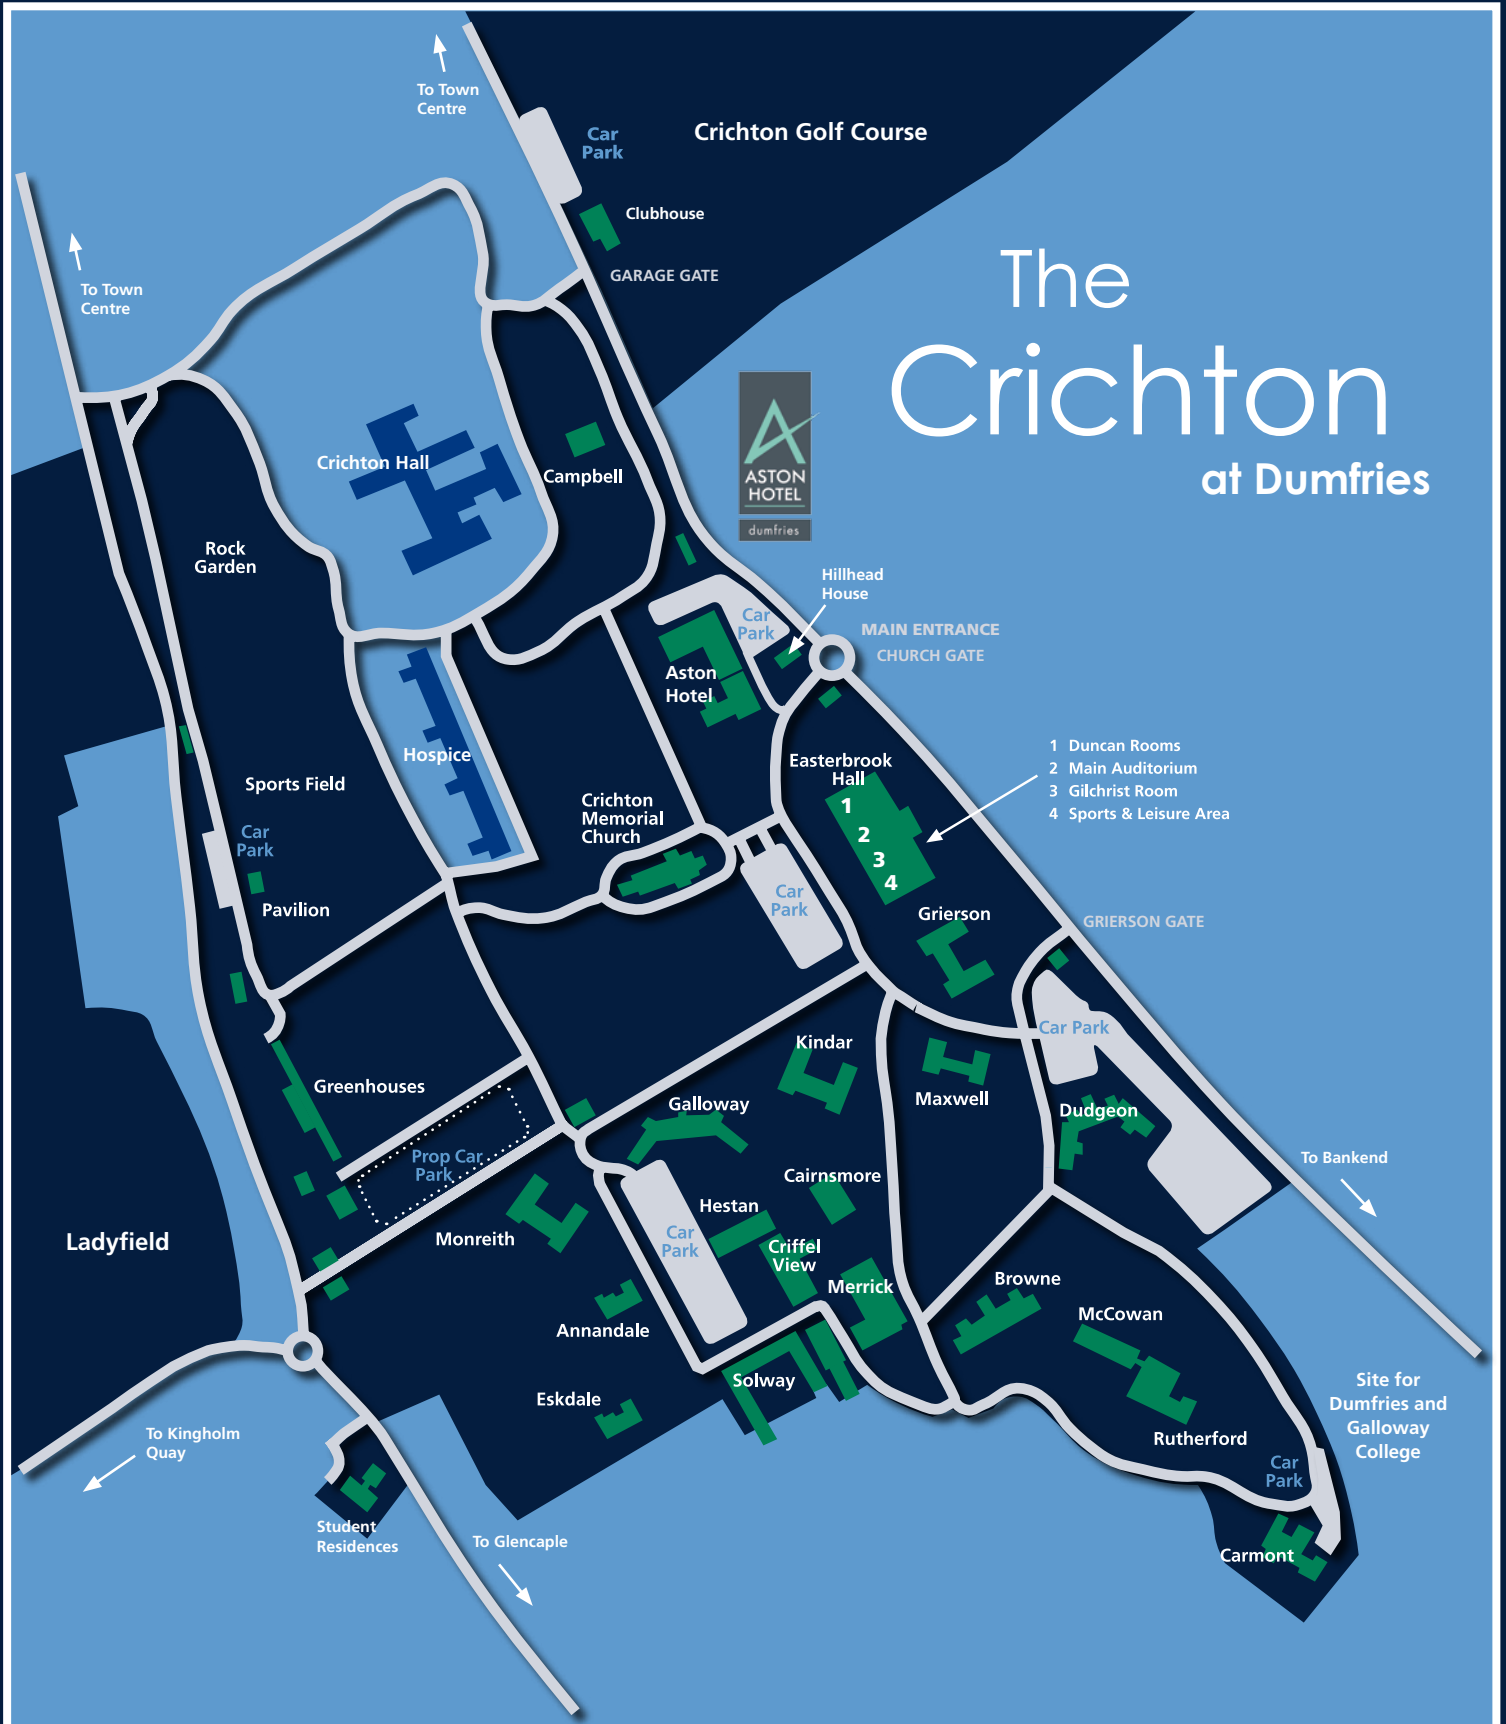 To Town
Centre
Car
Park
Crichton Golf Course
Clubhouse
GARAGE GATE
To Town
Centre
The
Crichton
at Dumfries
ASTON
HOTEL
dumfries
Crichton Hall
Campbell
Rock
Garden
Hillhead
House
Car
Park
MAIN ENTRANCE
CHURCH GATE
Aston
Hotel
Hospice
Easterbrook
Hall
1
2
3
4
1 Duncan Rooms
2 Main Auditorium
3 Gilchrist Room
4 Sports & Leisure Area
Sports Field
Crichton
Memorial
Church
Car
Park
Pavilion
Car
Park
Grierson
GRIERSON GATE
Car Park
Kindar
Greenhouses
Galloway
Maxwell
Dudgeon
Prop Car
Park
To Bankend
Cairnsmore
Hestan
Ladyfield
Monreith
Car
Park
Criffel
View
Merrick
Browne
McCowan
Annandale
Solway
Eskdale
Site for
Dumfries and
Galloway
College
To Kingholm
Quay
Rutherford
Car
Park
Student
Residences
To Glencaple
Carmont